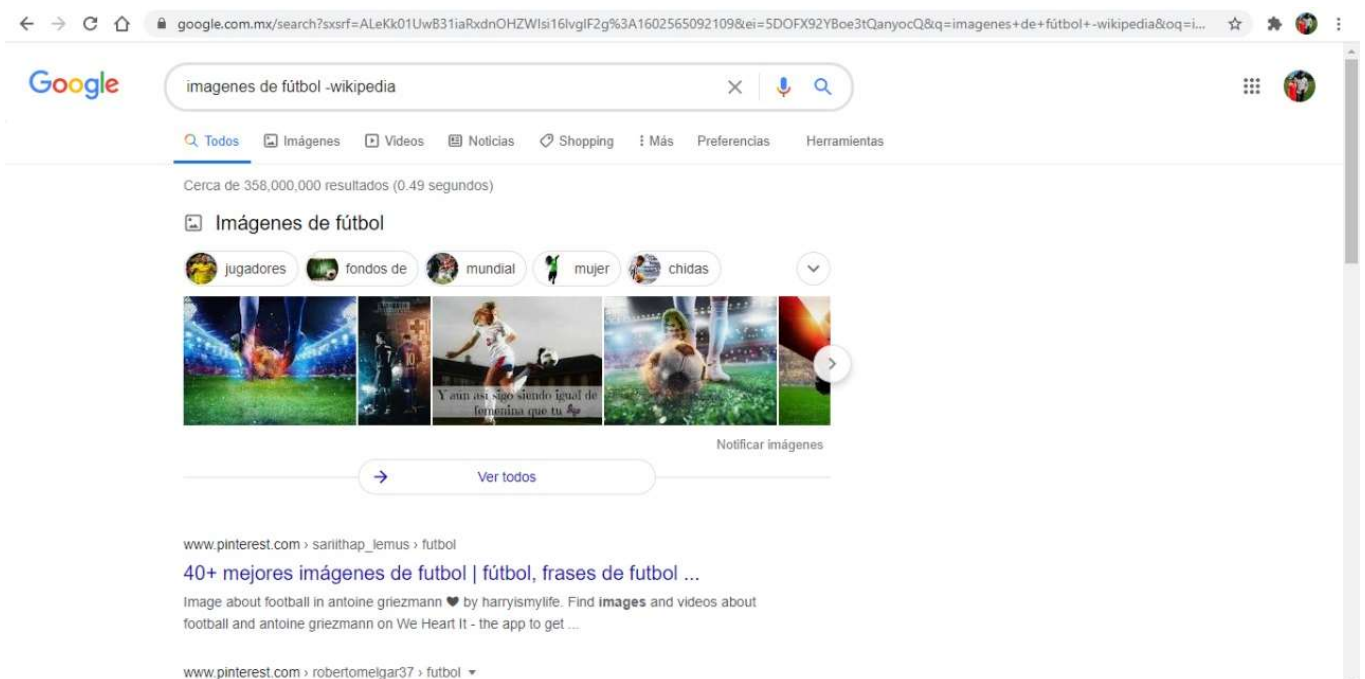 google.com.mx/search?sxsrf=ALeKk01UwB31iaRxdnOHZWIsi16lvglF2g%3A1602565092109&ei=5DOFX92YBoe3tQanyocQ&q=imagenes+de+fútbol+-wikipedia&oq=i...
Google
imagenes de fútbol -wikipedia
Todos Imágenes Videos Noticias Shopping Más Preferencias Herramientas
Cerca de 358,000,000 resultados (0.49 segundos)
Imágenes de fútbol
jugadores fondos de mundial mujer chidas
10
Y aun asi sigo siendo igual de
femenina que tu
Notificar imágenes
Ver todos
www.pinterest.com › sariithap_lemus › futbol
40+ mejores imágenes de futbol | fútbol, frases de futbol ...
Image about football in antoine griezmann ♥ by harryismylife. Find images and videos about
football and antoine griezmann on We Heart It - the app to get ...
www.pinterest.com › robertomelgar37 › futbol